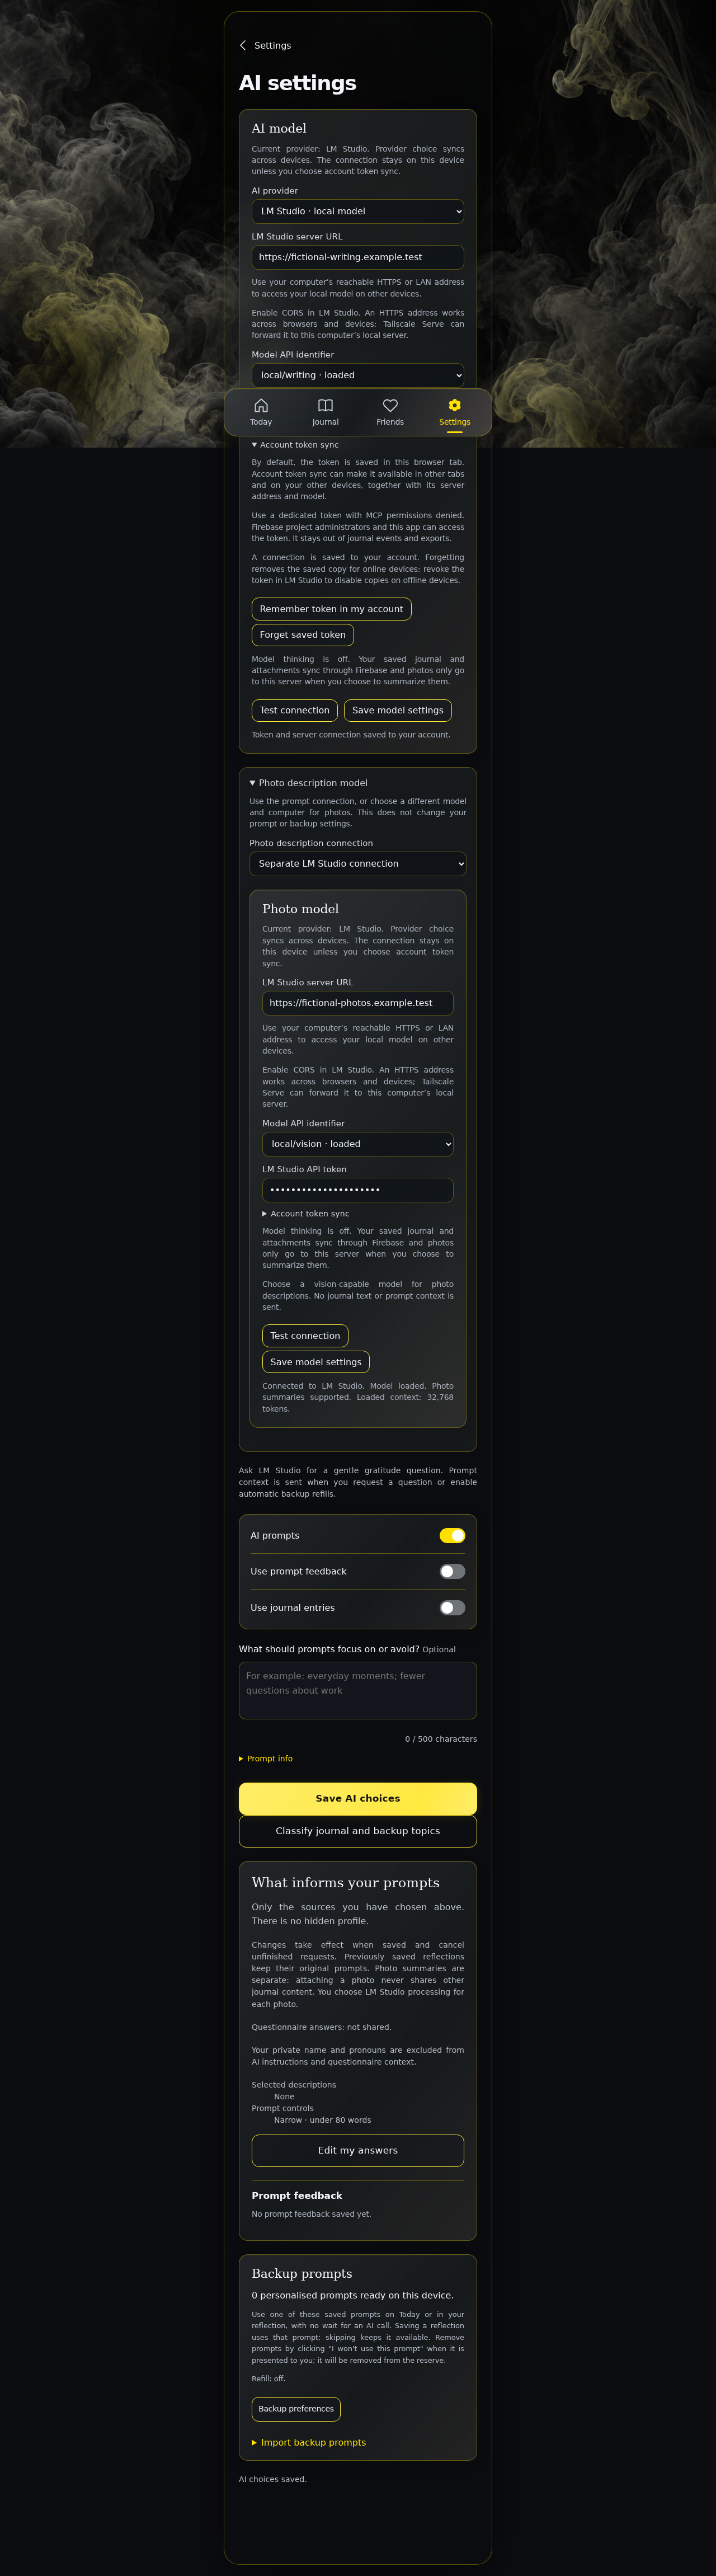 Settings
AI settings
AI model
Current provider: LM Studio. Provider choice syncs
across devices. The connection stays on this device
unless you choose account token sync.
AI provider
LM Studio · local model
LM Studio server URL
https://fictional-writing.example.test
Use your computer’s reachable HTTPS or LAN address
to access your local model on other devices.
Enable CORS in LM Studio. An HTTPS address works
across browsers and devices; Tailscale Serve can
forward it to this computer’s local server.
Model API identifier
local/writing · loaded
Today
Journal
Friends
Settings
▼ Account token sync
By default, the token is saved in this browser tab.
Account token sync can make it available in other tabs
and on your other devices, together with its server
address and model.
Use a dedicated token with MCP permissions denied.
Firebase project administrators and this app can access
the token. It stays out of journal events and exports.
A connection is saved to your account. Forgetting
removes the saved copy for online devices; revoke the
token in LM Studio to disable copies on offline devices.
Remember token in my account
Forget saved token
Model thinking is off. Your saved journal and
attachments sync through Firebase and photos only go
to this server when you choose to summarize them.
Test connection
Save model settings
Token and server connection saved to your account.
▼ Photo description model
Use the prompt connection, or choose a different model
and computer for photos. This does not change your
prompt or backup settings.
Photo description connection
Separate LM Studio connection
Photo model
Current provider: LM Studio. Provider choice
syncs across devices. The connection stays on
this device unless you choose account token
sync.
LM Studio server URL
https://fictional-photos.example.test
Use your computer’s reachable HTTPS or LAN
address to access your local model on other
devices.
Enable CORS in LM Studio. An HTTPS address
works across browsers and devices; Tailscale
Serve can forward it to this computer’s local
server.
Model API identifier
local/vision · loaded
LM Studio API token
•••••••••••••••••••••
▶ Account token sync
Model thinking is off. Your saved journal and
attachments sync through Firebase and photos
only go to this server when you choose to
summarize them.
Choose a vision-capable model for photo
descriptions. No journal text or prompt context is
sent.
Test connection
Save model settings
Connected to LM Studio. Model loaded. Photo
summaries supported. Loaded context: 32,768
tokens.
Ask LM Studio for a gentle gratitude question. Prompt
context is sent when you request a question or enable
automatic backup refills.
AI prompts
Use prompt feedback
Use journal entries
What should prompts focus on or avoid? Optional
For example: everyday moments; fewer
questions about work
0 / 500 characters
▶ Prompt info
Save AI choices
Classify journal and backup topics
What informs your prompts
Only the sources you have chosen above.
There is no hidden profile.
Changes take effect when saved and cancel
unfinished requests. Previously saved reflections
keep their original prompts. Photo summaries are
separate: attaching a photo never shares other
journal content. You choose LM Studio processing for
each photo.
Questionnaire answers: not shared.
Your private name and pronouns are excluded from
AI instructions and questionnaire context.
Selected descriptions
None
Prompt controls
Narrow · under 80 words
Edit my answers
Prompt feedback
No prompt feedback saved yet.
Backup prompts
0 personalised prompts ready on this device.
Use one of these saved prompts on Today or in your
reflection, with no wait for an AI call. Saving a reflection
uses that prompt; skipping keeps it available. Remove
prompts by clicking "I won't use this prompt" when it is
presented to you; it will be removed from the reserve.
Refill: off.
Backup preferences
▶ Import backup prompts
AI choices saved.